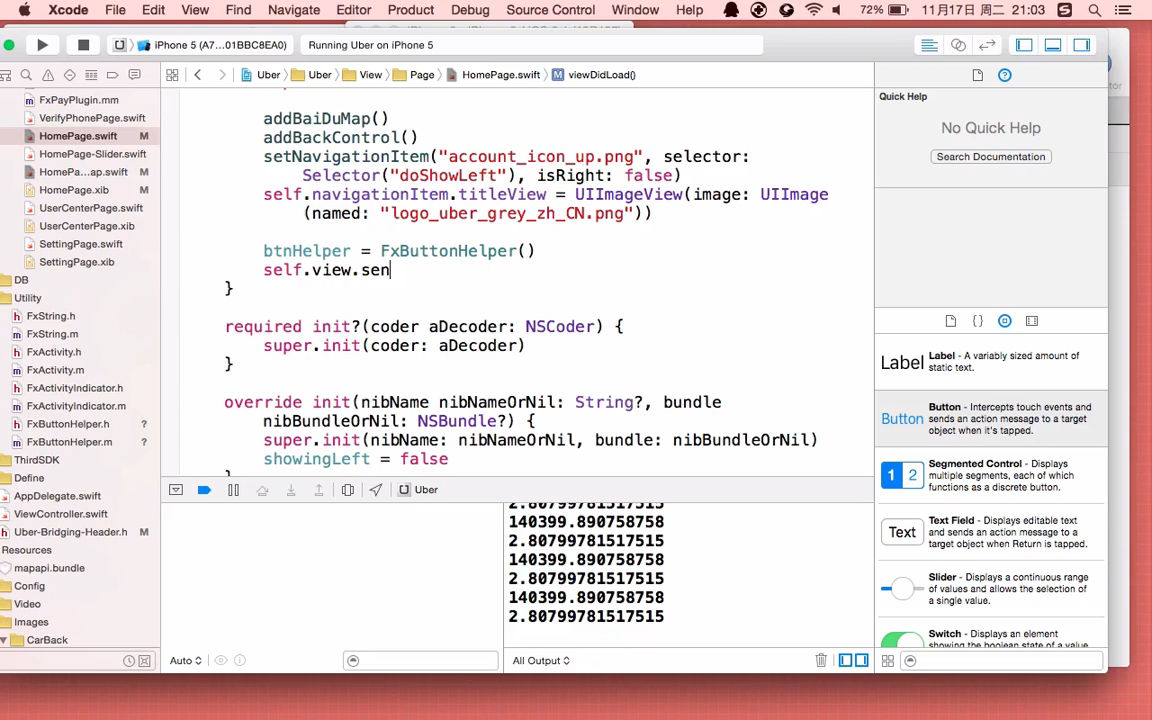 Xcode File Edit View Find Navigate Editor Product Debug Source Control Window Help 72% 11月17日 周二 21:03
iPhone 5 (A7...01BBC8EA0) Running Uber on iPhone 5
Uber Uber View Page HomePage.swift M viewDidLoad()
FxPayPlugin.mm
VerifyPhonePage.swift
HomePage.swift M
HomePage-Slider.swift
HomePa...ap.swift M
HomePage.xib M
UserCenterPage.swift
UserCenterPage.xib
SettingPage.swift
SettingPage.xib
DB
Utility
h FxString.h
m FxString.m
h FxActivity.h
m FxActivity.m
h FxActivityIndicator.h
m FxActivityIndicator.m
h FxButtonHelper.h ?
m FxButtonHelper.m ?
ThirdSDK
Define
AppDelegate.swift
ViewController.swift
h Uber-Bridging-Header.h M
Resources
mapapi.bundle
Config
Video
Images
CarBack
addBaiDuMap()
addBackControl()
setNavigationItem("account_icon_up.png", selector:
Selector("doShowLeft"), isRight: false)
self.navigationItem.titleView = UIImageView(image: UIImage
(named: "logo_uber_grey_zh_CN.png"))
btnHelper = FxButtonHelper()
self.view.sen
}
required init?(coder aDecoder: NSCoder) {
super.init(coder: aDecoder)
}
override init(nibName nibNameOrNil: String?, bundle
nibBundleOrNil: NSBundle?) {
super.init(nibName: nibNameOrNil, bundle: nibBundleOrNil)
showingLeft = false
Uber
140399.890758758
2.80799781517515
140399.890758758
2.80799781517515
140399.890758758
2.80799781517515
Auto
All Output
Quick Help
No Quick Help
Search Documentation
Label Label - A variably sized amount of
static text.
Button Button - Intercepts touch events and
sends an action message to a target
object when it's tapped.
1 2 Segmented Control - Displays
multiple segments, each of which
functions as a discrete button.
Text Text Field - Displays editable text
and sends an action message to a
target object when Return is tapped.
Slider - Displays a continuous range
of values and allows the selection of
a single value.
Switch - Displays an element
showing the boolean state of a value